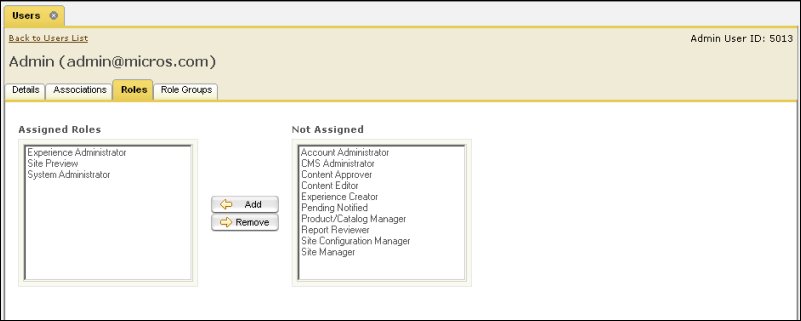 Users
Back to Users List
Admin User ID: 5013
Admin (admin@micros.com)
Details Associations Roles Role Groups
Assigned Roles
Experience Administrator
Site Preview
System Administrator
Add
Remove
Not Assigned
Account Administrator
CMS Administrator
Content Approver
Content Editor
Experience Creator
Pending Notified
Product/Catalog Manager
Report Reviewer
Site Configuration Manager
Site Manager